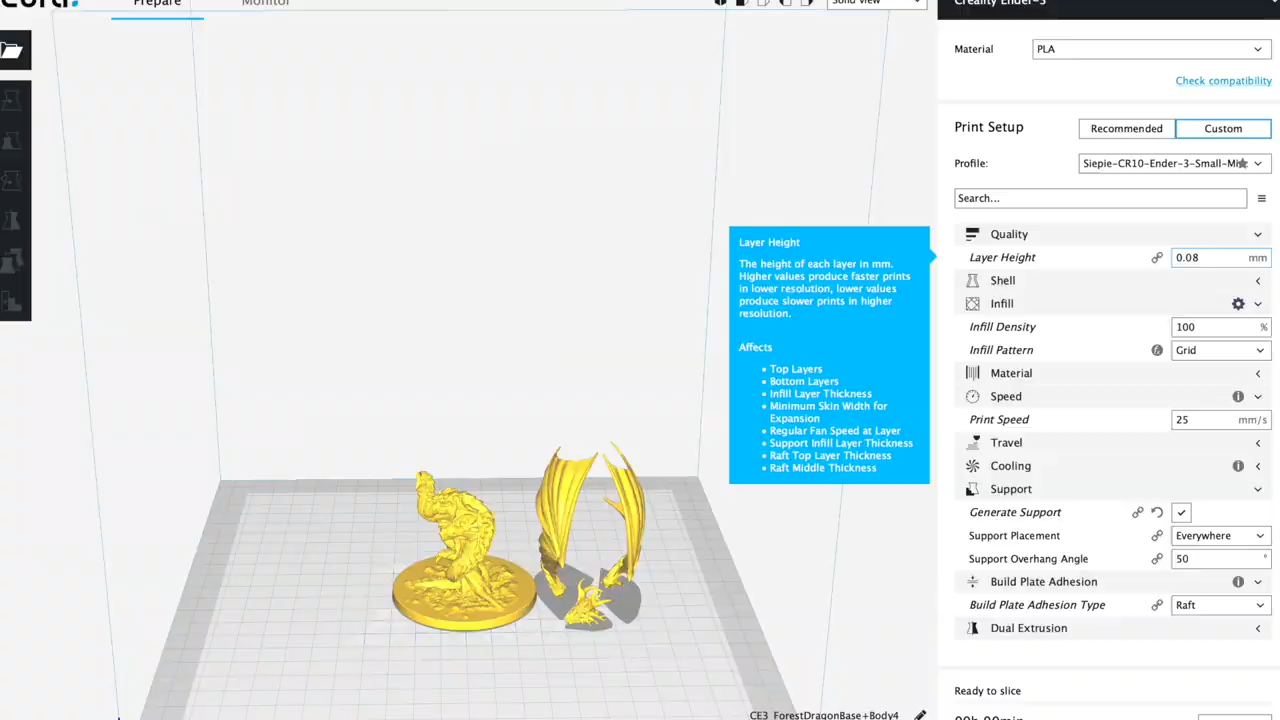 cura.
Prepare
Monitor
Solid view
Creality Ender-3
Material
PLA
Check compatibility
Print Setup
Recommended
Custom
Profile:
Siepie-CR10-Ender-3-Small-Mi
Search...
Quality
Layer Height
0.08 mm
Shell
Infill
Infill Density
100 %
Infill Pattern
Grid
Material
Speed
Print Speed
25 mm/s
Travel
Cooling
Support
Generate Support
Support Placement
Everywhere
Support Overhang Angle
50 °
Build Plate Adhesion
Build Plate Adhesion Type
Raft
Dual Extrusion
Ready to slice
00h 00min
Layer Height
The height of each layer in mm.
Higher values produce faster prints
in lower resolution, lower values
produce slower prints in higher
resolution.
Affects
• Top Layers
• Bottom Layers
• Infill Layer Thickness
• Minimum Skin Width for
Expansion
• Regular Fan Speed at Layer
• Support Infill Layer Thickness
• Raft Top Layer Thickness
• Raft Middle Thickness
CE3_ForestDragonBase+Body4